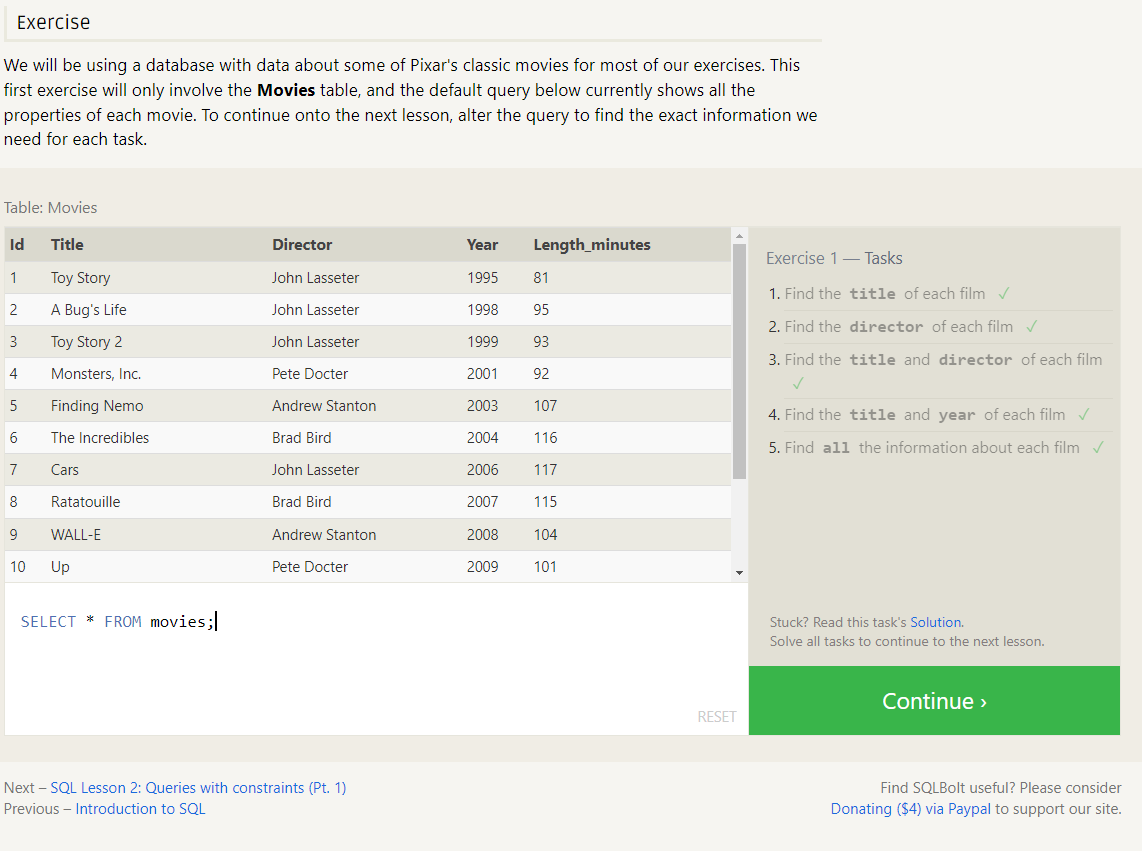 Exercise
We will be using a database with data about some of Pixar's classic movies for most of our exercises. This
first exercise will only involve the Movies table, and the default query below currently shows all the
properties of each movie. To continue onto the next lesson, alter the query to find the exact information we
need for each task.
Table: Movies
Id Title Director Year Length_minutes
1 Toy Story John Lasseter 1995 81
2 A Bug's Life John Lasseter 1998 95
3 Toy Story 2 John Lasseter 1999 93
4 Monsters, Inc. Pete Docter 2001 92
5 Finding Nemo Andrew Stanton 2003 107
6 The Incredibles Brad Bird 2004 116
7 Cars John Lasseter 2006 117
8 Ratatouille Brad Bird 2007 115
9 WALL-E Andrew Stanton 2008 104
10 Up Pete Docter 2009 101
SELECT * FROM movies;
RESET
Exercise 1 — Tasks
1. Find the title of each film ✓
2. Find the director of each film ✓
3. Find the title and director of each film
✓
4. Find the title and year of each film ✓
5. Find all the information about each film ✓
Stuck? Read this task's Solution.
Solve all tasks to continue to the next lesson.
Continue ›
Next – SQL Lesson 2: Queries with constraints (Pt. 1)
Previous – Introduction to SQL
Find SQLBolt useful? Please consider
Donating ($4) via Paypal to support our site.